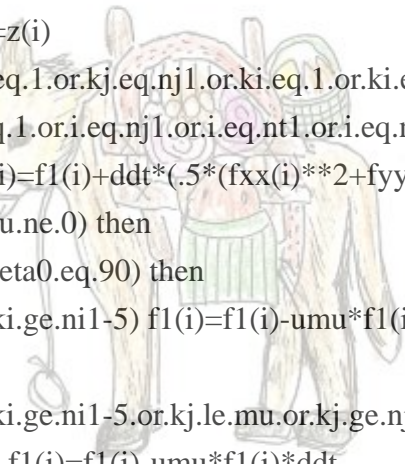 =z(i)
eq.1.or.kj.eq.nj1.or.ki.eq.1.or.ki.e
q.1.or.i.eq.nj1.or.i.eq.nt1.or.i.eq.n
i)=f1(i)+ddt*(.5*(fxx(i)**2+fyy
u.ne.0) then
eta0.eq.90) then
ki.ge.ni1-5) f1(i)=f1(i)-umu*f1(i
ki.ge.ni1-5.or.kj.le.mu.or.kj.ge.nj
f1(i)=f1(i)-umu*f1(i)*ddt